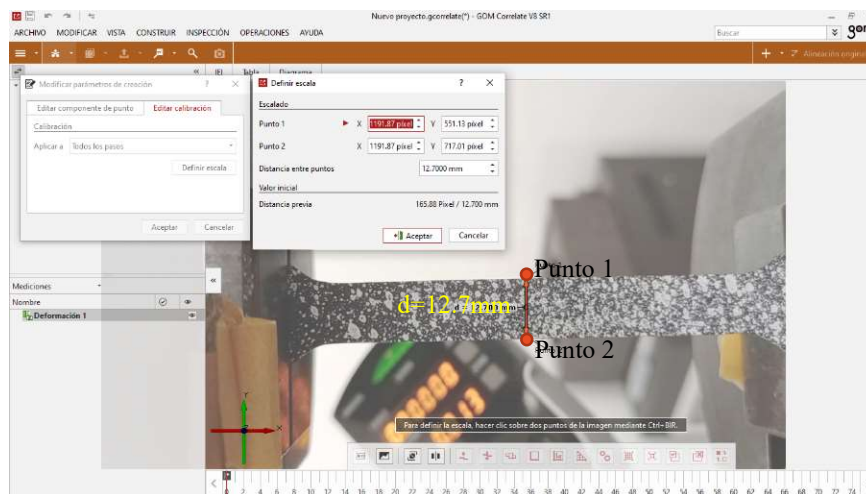 Nuevo proyecto.gcorrelate(*) - GOM Correlate V8 SR1
ARCHIVO MODIFICAR VISTA CONSTRUIR INSPECCIÓN OPERACIONES AYUDA
Buscar
Alineación original
Tabla Diagrama
Modificar parámetros de creación ? ×
Editar componente de punto Editar calibración
Calibración
Aplicar a Todos los pasos
Definir escala
Aceptar Cancelar
Definir escala ? ×
Escalado
Punto 1 X 1191.87 pixel Y 551.13 pixel
Punto 2 X 1191.87 pixel Y 717.01 pixel
Distancia entre puntos 12.7000 mm
Valor inicial
Distancia previa 165.88 Pixel / 12.700 mm
Aceptar Cancelar
Punto 1
d=12.7mm
Punto 2
Mediciones
Nombre
Deformación 1
Para definir la escala, hacer clic sobre dos puntos de la imagen mediante Ctrl+BIR.
0 2 4 6 8 10 12 14 16 18 20 22 24 26 28 30 32 34 36 38 40 42 44 46 48 50 52 54 56 58 60 62 64 66 68 70 72 74